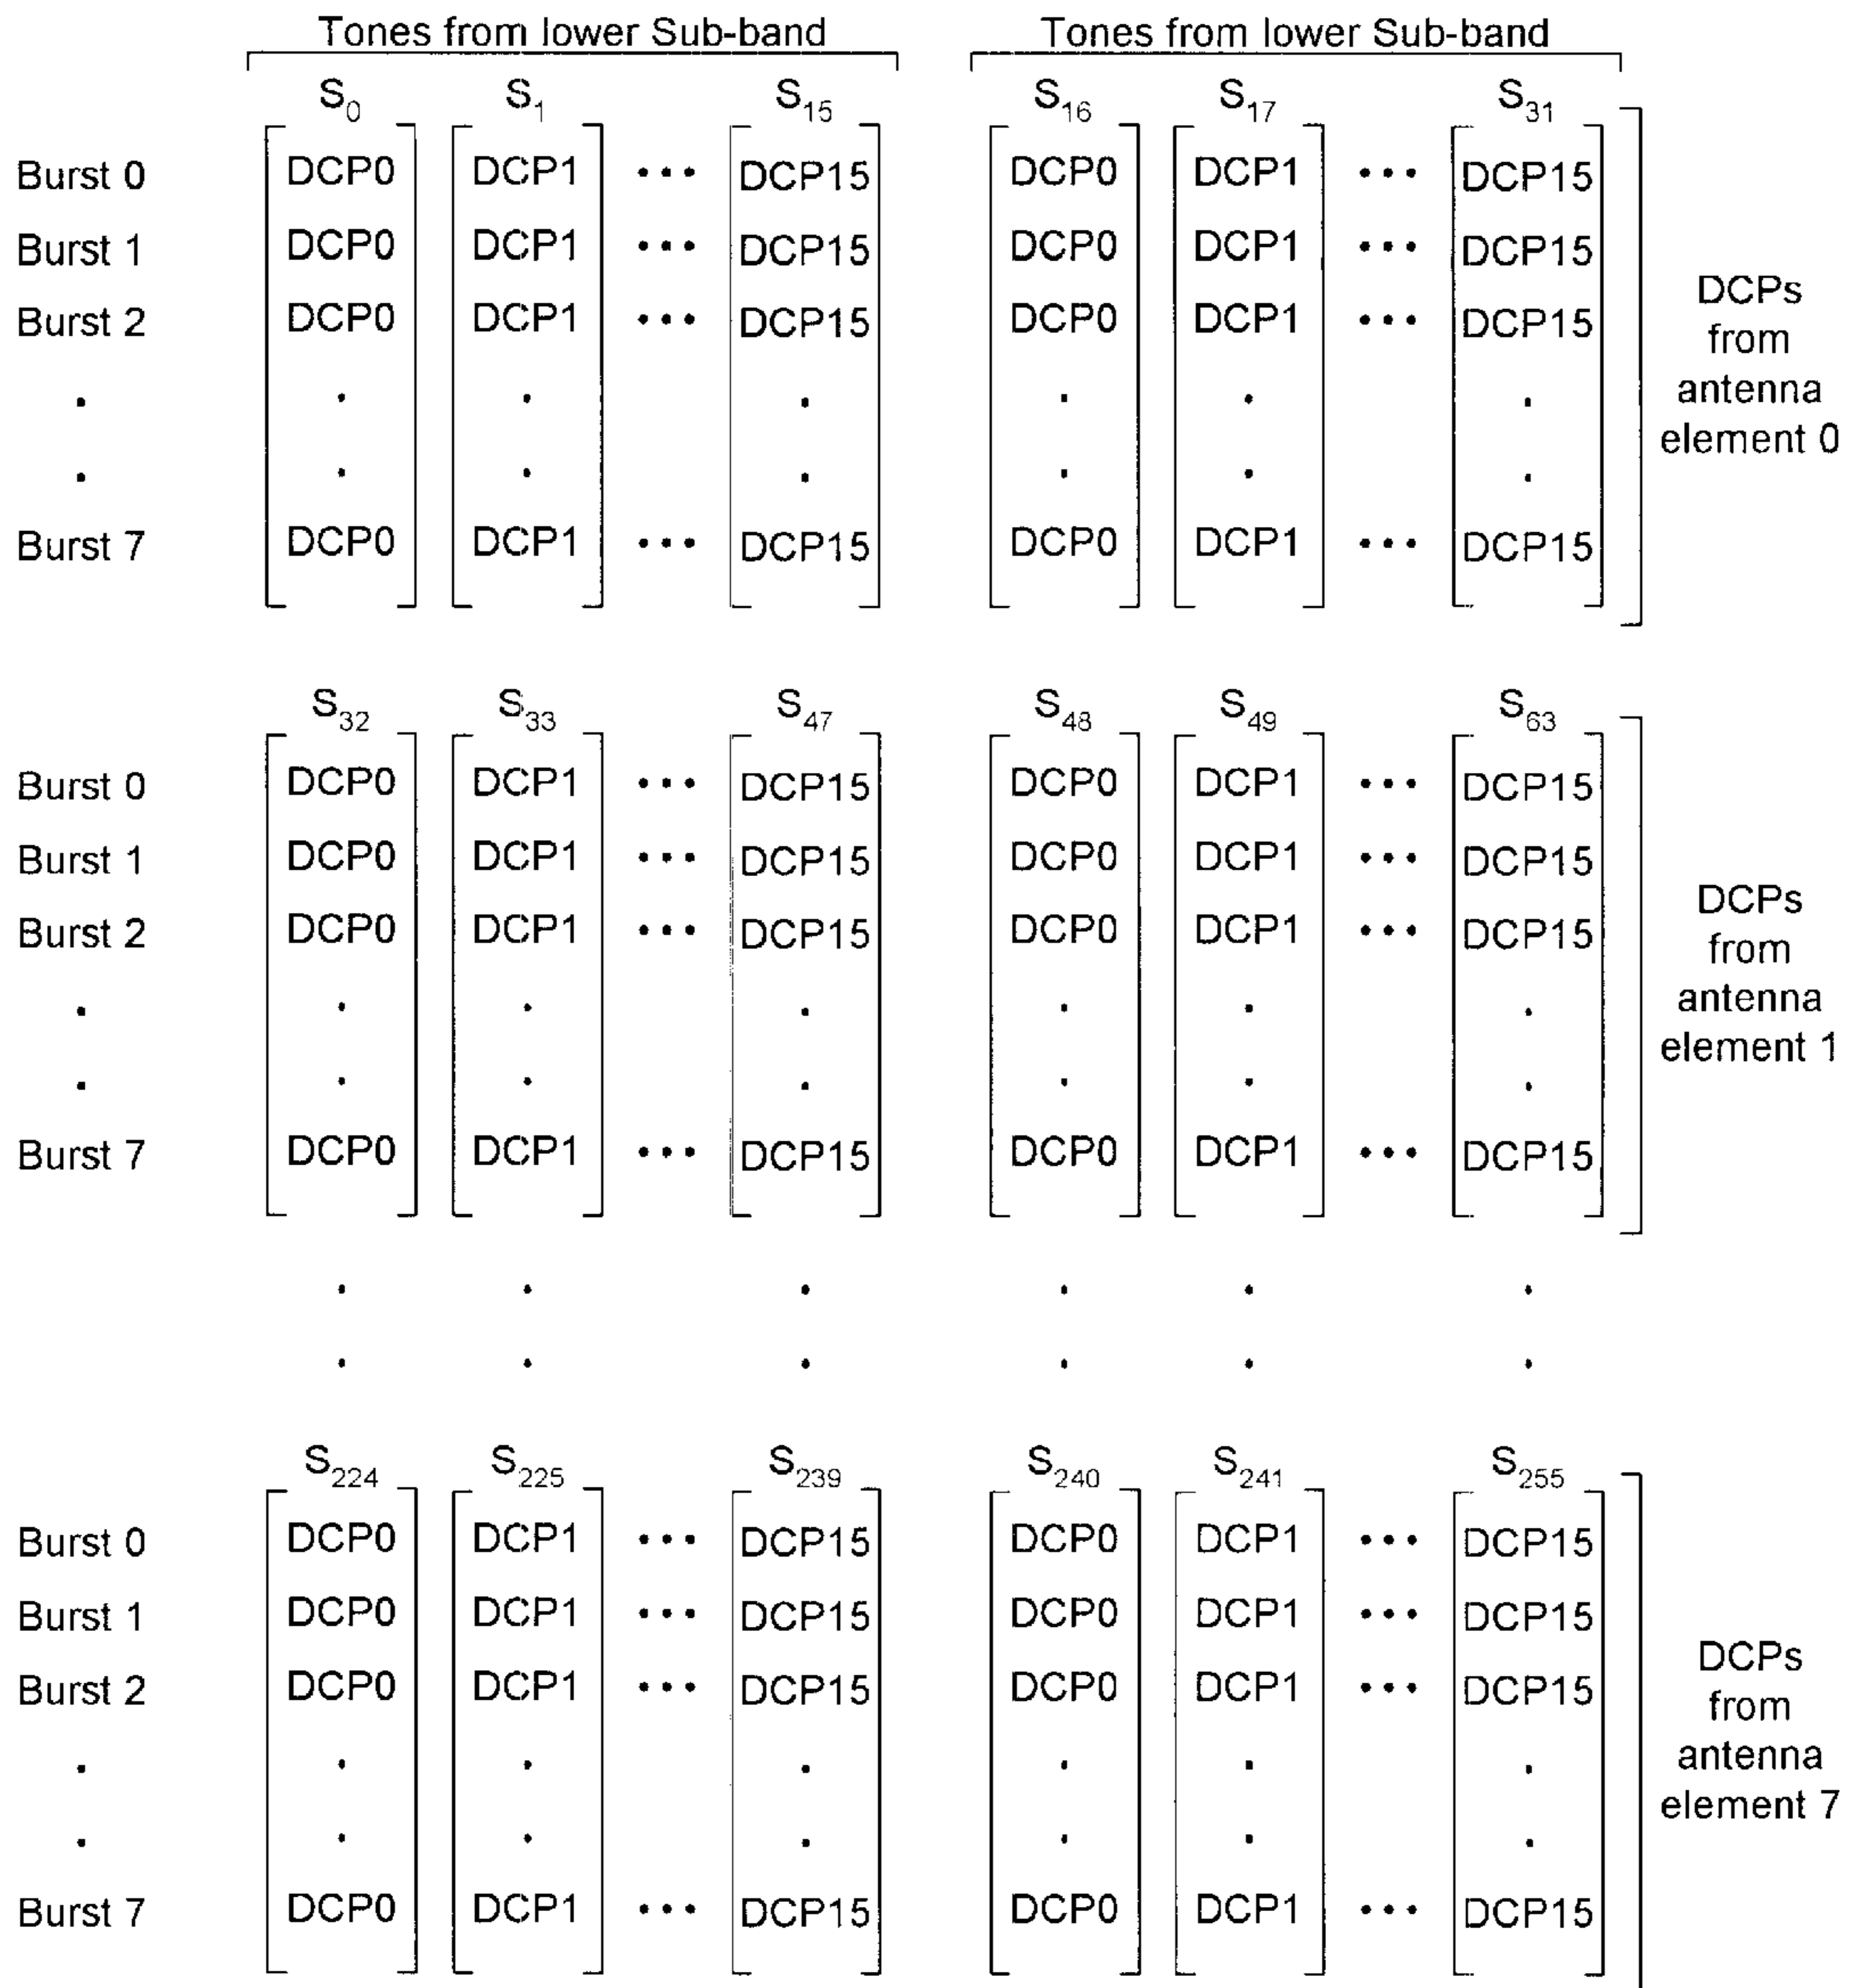 Tones from lower Sub-band Tones from lower Sub-band
S0 S1 S15 S16 S17 S31
Burst 0 DCP0 DCP1 ••• DCP15 DCP0 DCP1 ••• DCP15
Burst 1 DCP0 DCP1 ••• DCP15 DCP0 DCP1 ••• DCP15
Burst 2 DCP0 DCP1 ••• DCP15 DCP0 DCP1 ••• DCP15
Burst 7 DCP0 DCP1 ••• DCP15 DCP0 DCP1 ••• DCP15
DCPs
from
antenna
element 0
S32 S33 S47 S48 S49 S63
Burst 0 DCP0 DCP1 ••• DCP15 DCP0 DCP1 ••• DCP15
Burst 1 DCP0 DCP1 ••• DCP15 DCP0 DCP1 ••• DCP15
Burst 2 DCP0 DCP1 ••• DCP15 DCP0 DCP1 ••• DCP15
Burst 7 DCP0 DCP1 ••• DCP15 DCP0 DCP1 ••• DCP15
DCPs
from
antenna
element 1
S224 S225 S239 S240 S241 S255
Burst 0 DCP0 DCP1 ••• DCP15 DCP0 DCP1 ••• DCP15
Burst 1 DCP0 DCP1 ••• DCP15 DCP0 DCP1 ••• DCP15
Burst 2 DCP0 DCP1 ••• DCP15 DCP0 DCP1 ••• DCP15
Burst 7 DCP0 DCP1 ••• DCP15 DCP0 DCP1 ••• DCP15
DCPs
from
antenna
element 7